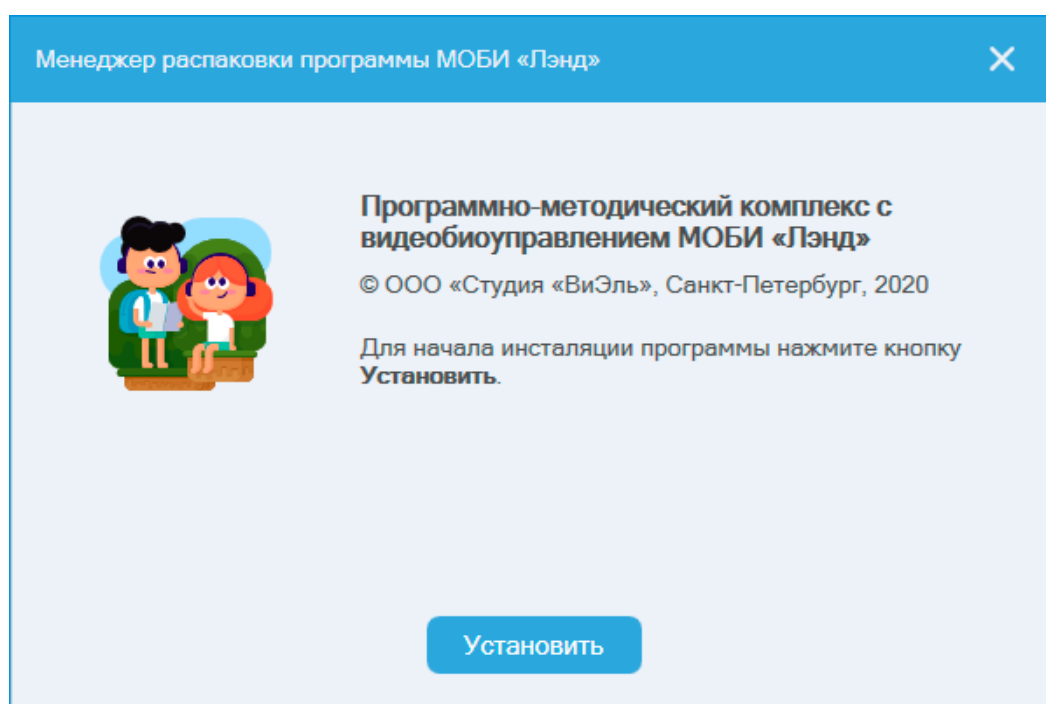 Менеджер распаковки программы МОБИ «Лэнд»
Программно-методический комплекс с
видеобиоуправлением МОБИ «Лэнд»
© ООО «Студия «ВиЭль», Санкт-Петербург, 2020
Для начала инсталяции программы нажмите кнопку
Установить.
Установить